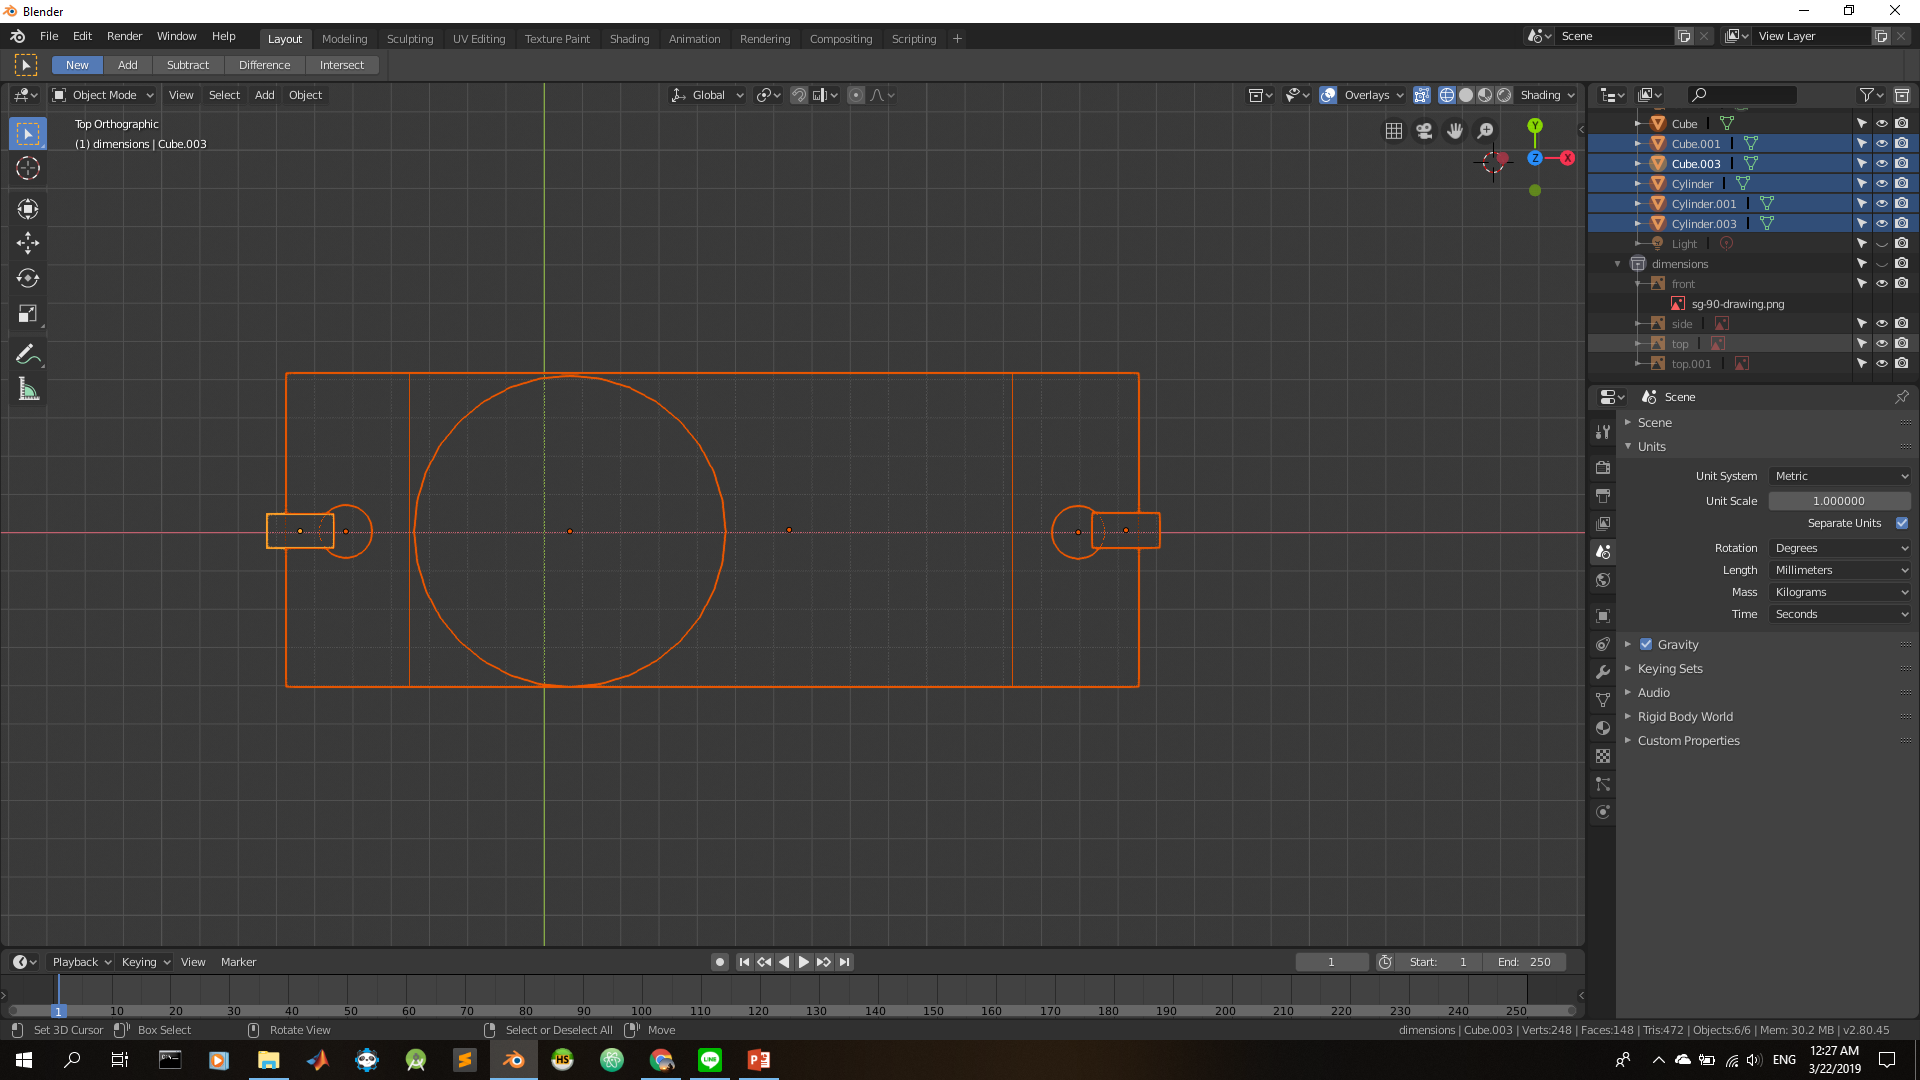 Blender
File Edit Render Window Help Layout Modeling Sculpting UV Editing Texture Paint Shading Animation Rendering Compositing Scripting + Scene View Layer
New Add Subtract Difference Intersect
Object Mode View Select Add Object Global Overlays Shading
Top Orthographic
(1) dimensions | Cube.003
Y
Z X
Cube
Cube.001
Cube.003
Cylinder
Cylinder.001
Cylinder.003
Light
dimensions
front
sg-90-drawing.png
side
top
top.001
Scene
Scene
Units
Unit System Metric
Unit Scale 1.000000
Separate Units
Rotation Degrees
Length Millimeters
Mass Kilograms
Time Seconds
Gravity
Keying Sets
Audio
Rigid Body World
Custom Properties
Playback Keying View Marker 1 Start: 1 End: 250
1 10 20 30 40 50 60 70 80 90 100 110 120 130 140 150 160 170 180 190 200 210 220 230 240 250
Set 3D Cursor Box Select Rotate View Select or Deselect All Move dimensions | Cube.003 | Verts:248 | Faces:148 | Tris:472 | Objects:6/6 | Mem: 30.2 MB | v2.80.45
HS LINE P ENG 12:27 AM
3/22/2019